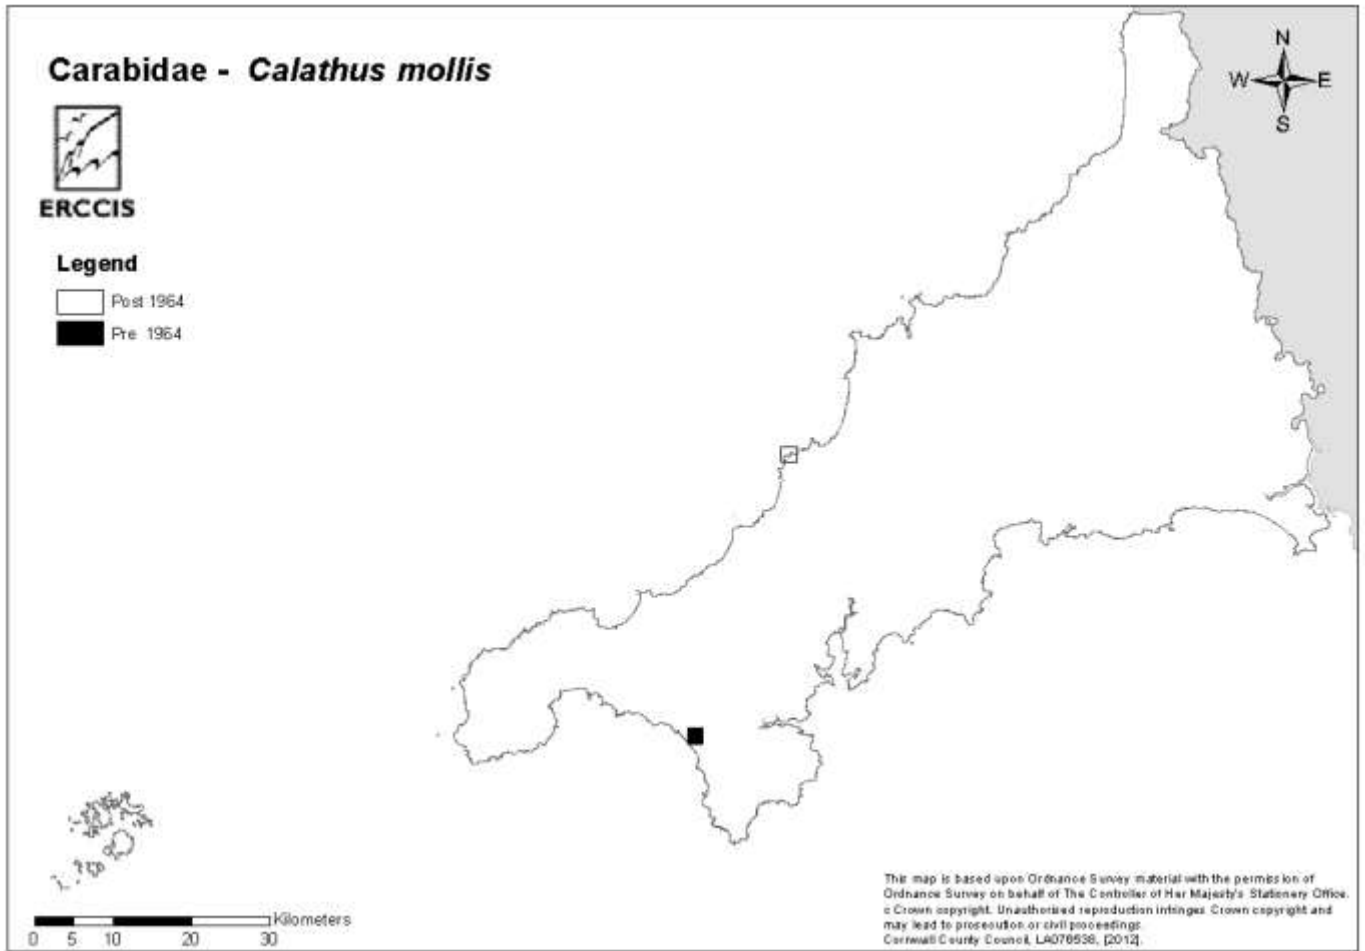 Carabidae - Calathus mollis
ERCCIS
Legend
Post 1964
Pre 1964
N
W E
S
Kilometers
0 5 10 20 30
This map is based upon Ordnance Survey material with the permission of
Ordnance Survey on behalf of The Controller of Her Majesty's Stationery Office.
c Crown copyright. Unauthorised reproduction infringes Crown copyright and
may lead to prosecution or civil proceedings.
Cornwall County Council, LA076538, [2012].